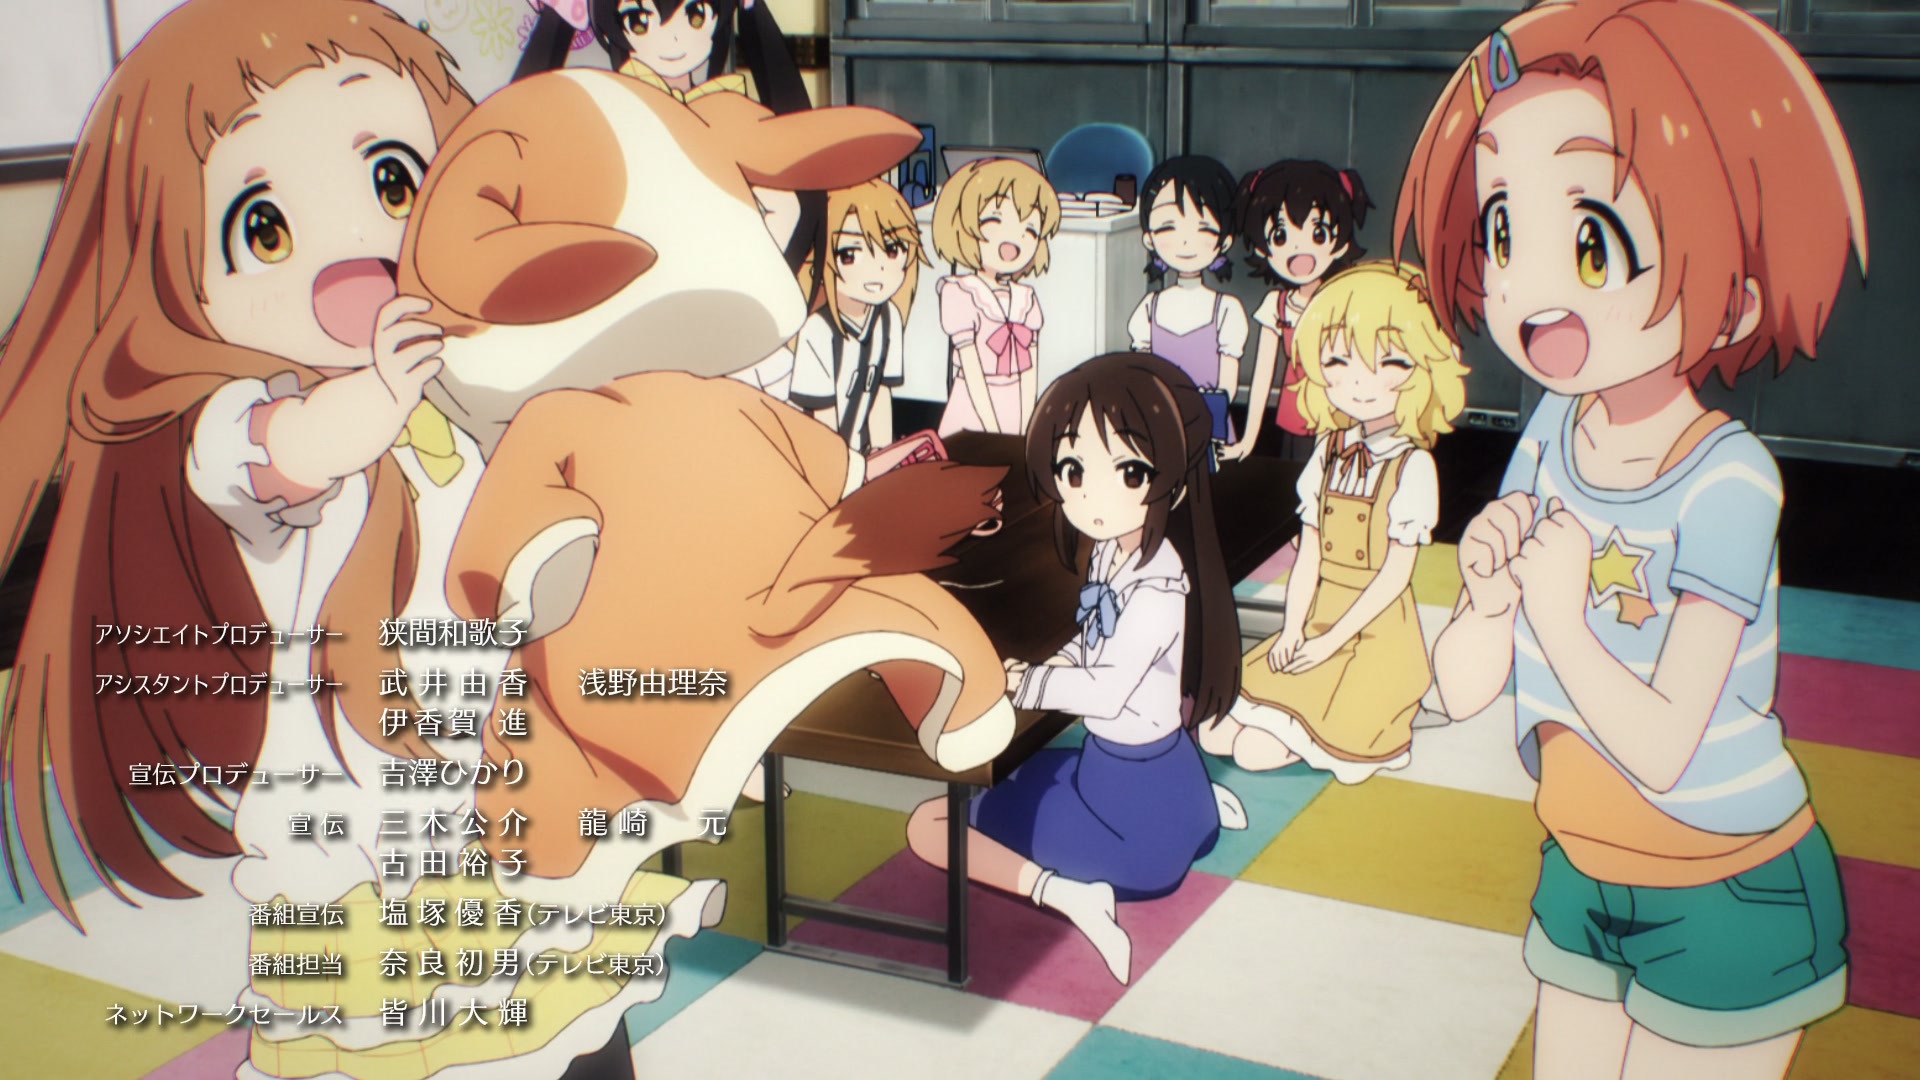 アソシエイトプロデューサー 狭間和歌子
アシスタントプロデューサー 武井由香 浅野由理奈
伊香賀 進
宣伝プロデューサー 吉澤ひかり
宣伝 三木公介 龍崎 元
古田裕子
番組宣伝 塩塚優香(テレビ東京)
番組担当 奈良初男(テレビ東京)
ネットワークセールス 皆川大輝